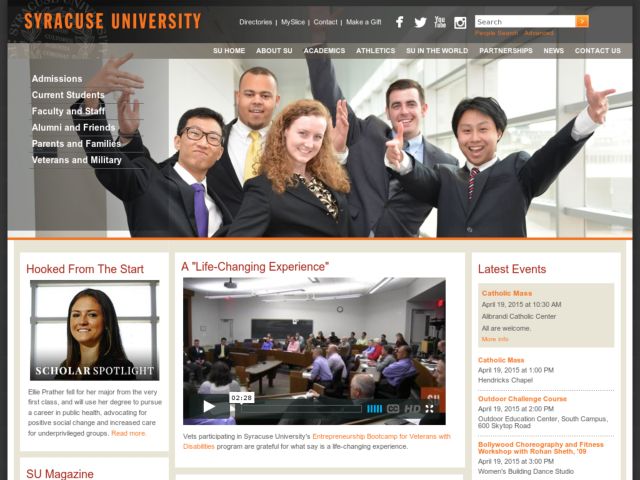 SYRACUSE UNIVERSITY
Directories | MySlice | Contact | Make a Gift
You Tube
Search
People Search Advanced
SU HOME ABOUT SU ACADEMICS ATHLETICS SU IN THE WORLD PARTNERSHIPS NEWS CONTACT US
Admissions
Current Students
Faculty and Staff
Alumni and Friends
Parents and Families
Veterans and Military
Hooked From The Start
SCHOLAR SPOTLIGHT
Ellie Prather fell for her major from the very
first class, and will use her degree to pursue
a career in public health, advocating for
positive social change and increased care
for underprivileged groups. Read more.
SU Magazine
A "Life-Changing Experience"
02:28
CC HD
SU
Vets participating in Syracuse University's Entrepreneurship Bootcamp for Veterans with
Disabilities program are grateful for what say is a life-changing experience.
Latest Events
Catholic Mass
April 19, 2015 at 10:30 AM
Alibrandi Catholic Center
All are welcome.
More info
Catholic Mass
April 19, 2015 at 1:00 PM
Hendricks Chapel
Outdoor Challenge Course
April 19, 2015 at 2:00 PM
Outdoor Education Center, South Campus,
600 Skytop Road
Bollywood Choreography and Fitness
Workshop with Rohan Sheth, '09
April 19, 2015 at 3:00 PM
Women's Building Dance Studio